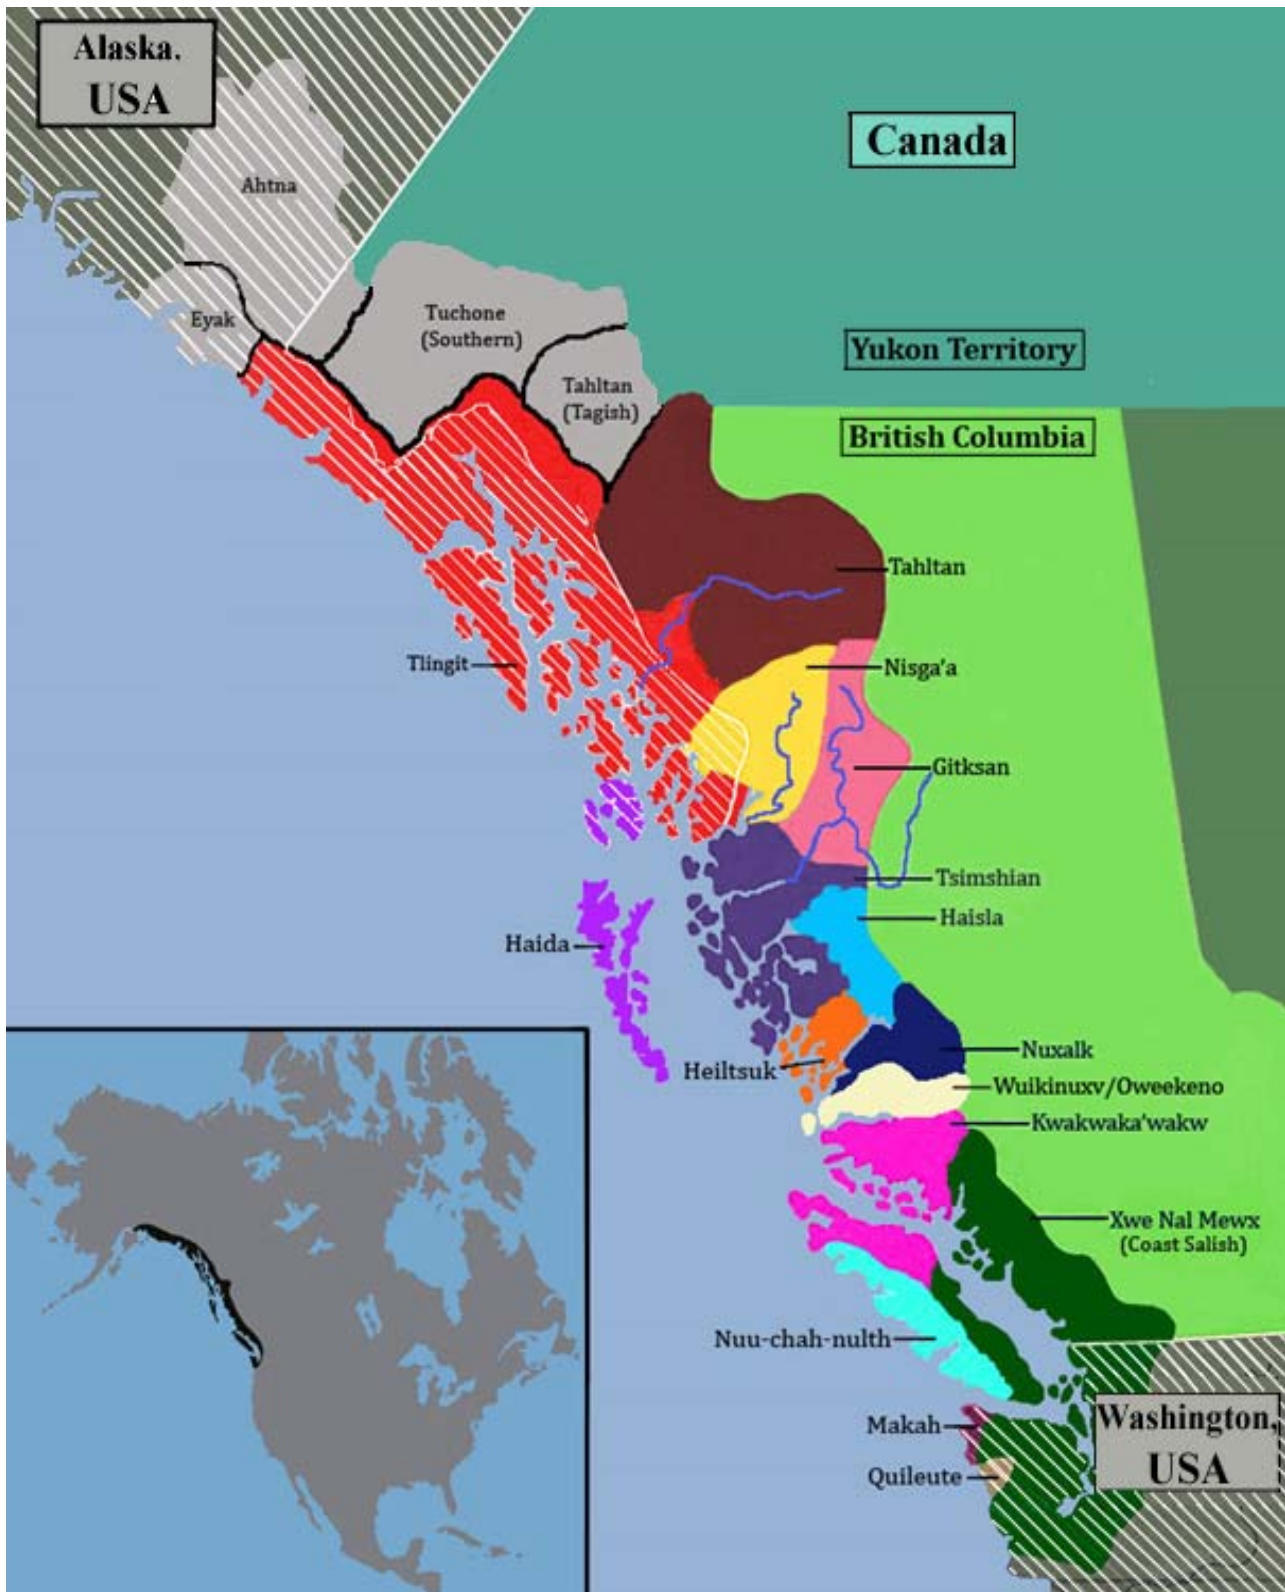 Alaska.
USA
Canada
Ahtna
Eyak
Tuchone
(Southern)
Yukon Territory
Tahltan
(Tagish)
British Columbia
Tahltan
Tlingit
Nisga'a
Gitksan
Tsimshian
Haisla
Haida
Nuxalk
Heiltsuk
Wuikinuxv/Oweekeno
Kwakwaka'wakw
Xwe Nal Mewx
(Coast Salish)
Nuu-chah-nulth
Makah
Washington,
USA
Quileute